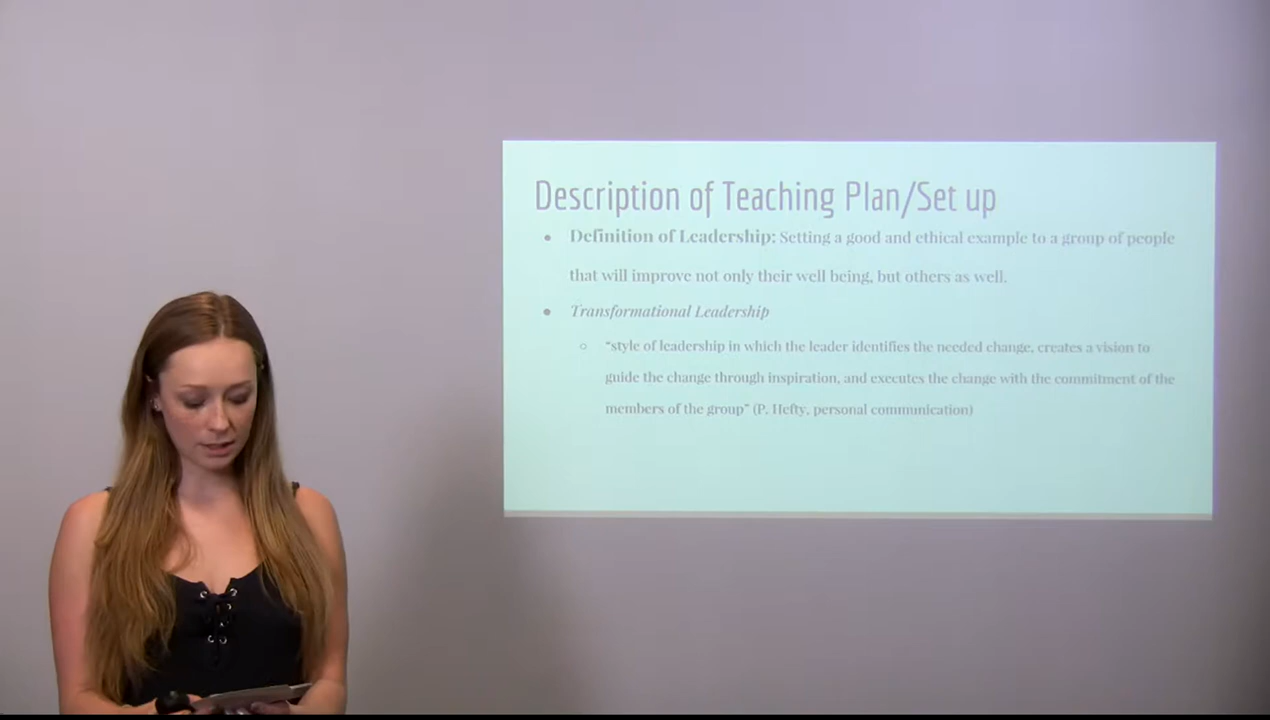 Description of Teaching Plan/Set up
Definition of Leadership: Setting a good and ethical example to a group of people
that will improve not only their well being, but others as well.
Transformational Leadership
“style of leadership in which the leader identifies the needed change, creates a vision to
guide the change through inspiration, and executes the change with the commitment of the
members of the group” (P. Hefty, personal communication)